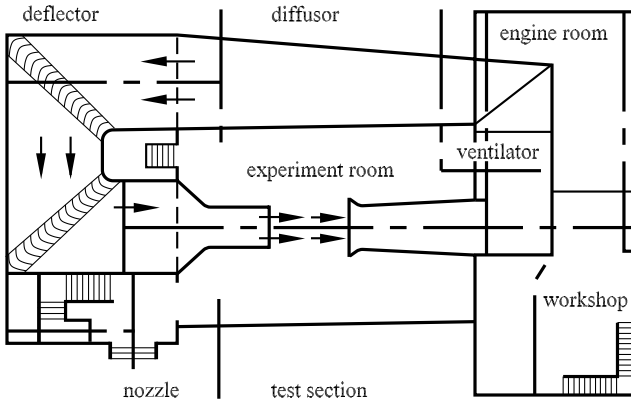 deflector
diffusor
engine room
ventilator
experiment room
workshop
nozzle
test section